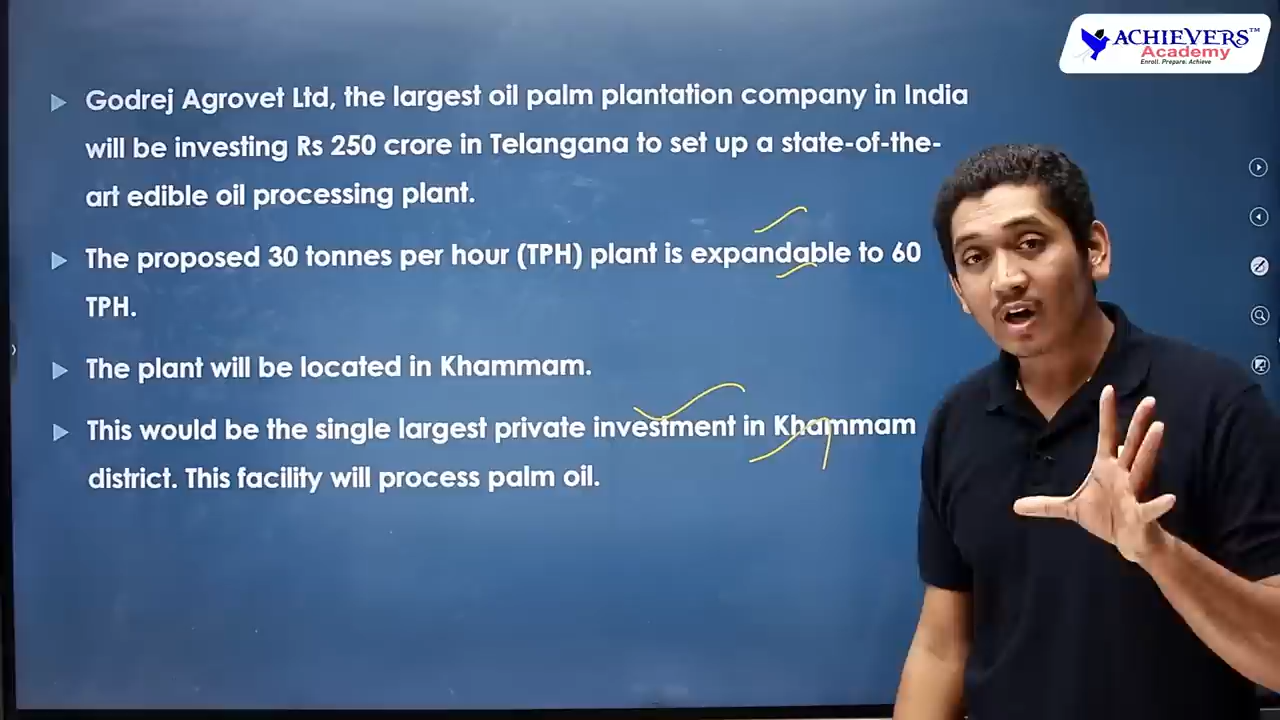 ACHIEVERS™
Academy
Enroll. Prepare. Achieve
Godrej Agrovet Ltd, the largest oil palm plantation company in India
will be investing Rs 250 crore in Telangana to set up a state-of-the-
art edible oil processing plant.
The proposed 30 tonnes per hour (TPH) plant is expandable to 60
TPH.
The plant will be located in Khammam.
This would be the single largest private investment in Khammam
district. This facility will process palm oil.